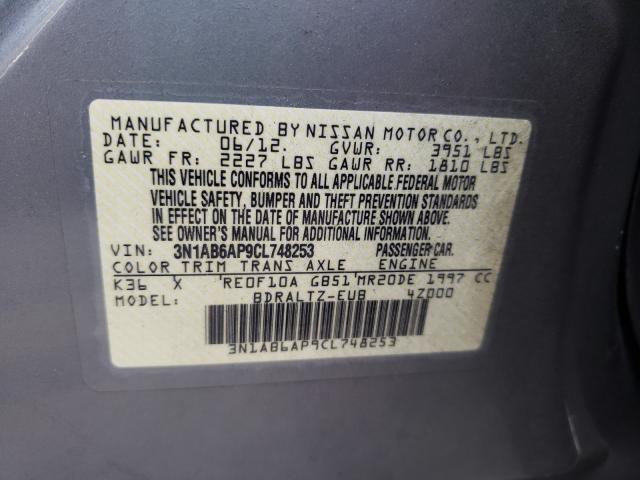 MANUFACTURED BY NISSAN MOTOR CO., LTD.
DATE: 06/12. GVWR: 3951 LBS
GAWR FR: 2227 LBS GAWR RR: 1810 LBS
THIS VEHICLE CONFORMS TO ALL APPLICABLE FEDERAL MOTOR
VEHICLE SAFETY, BUMPER AND THEFT PREVENTION STANDARDS
IN EFFECT ON THE DATE OF MANUFACTURE SHOWN ABOVE.
SEE OWNER'S MANUAL FOR ADDITIONAL INFORMATION.
VIN: 3N1AB6AP9CL748253 PASSENGER CAR.
COLOR TRIM TRANS AXLE ENGINE
K36 X 'RE0F10A GB51'MR20DE 1997 CC
MODEL: BDRALTZ-EUB 4Z000
3N1AB6AP9CL748253